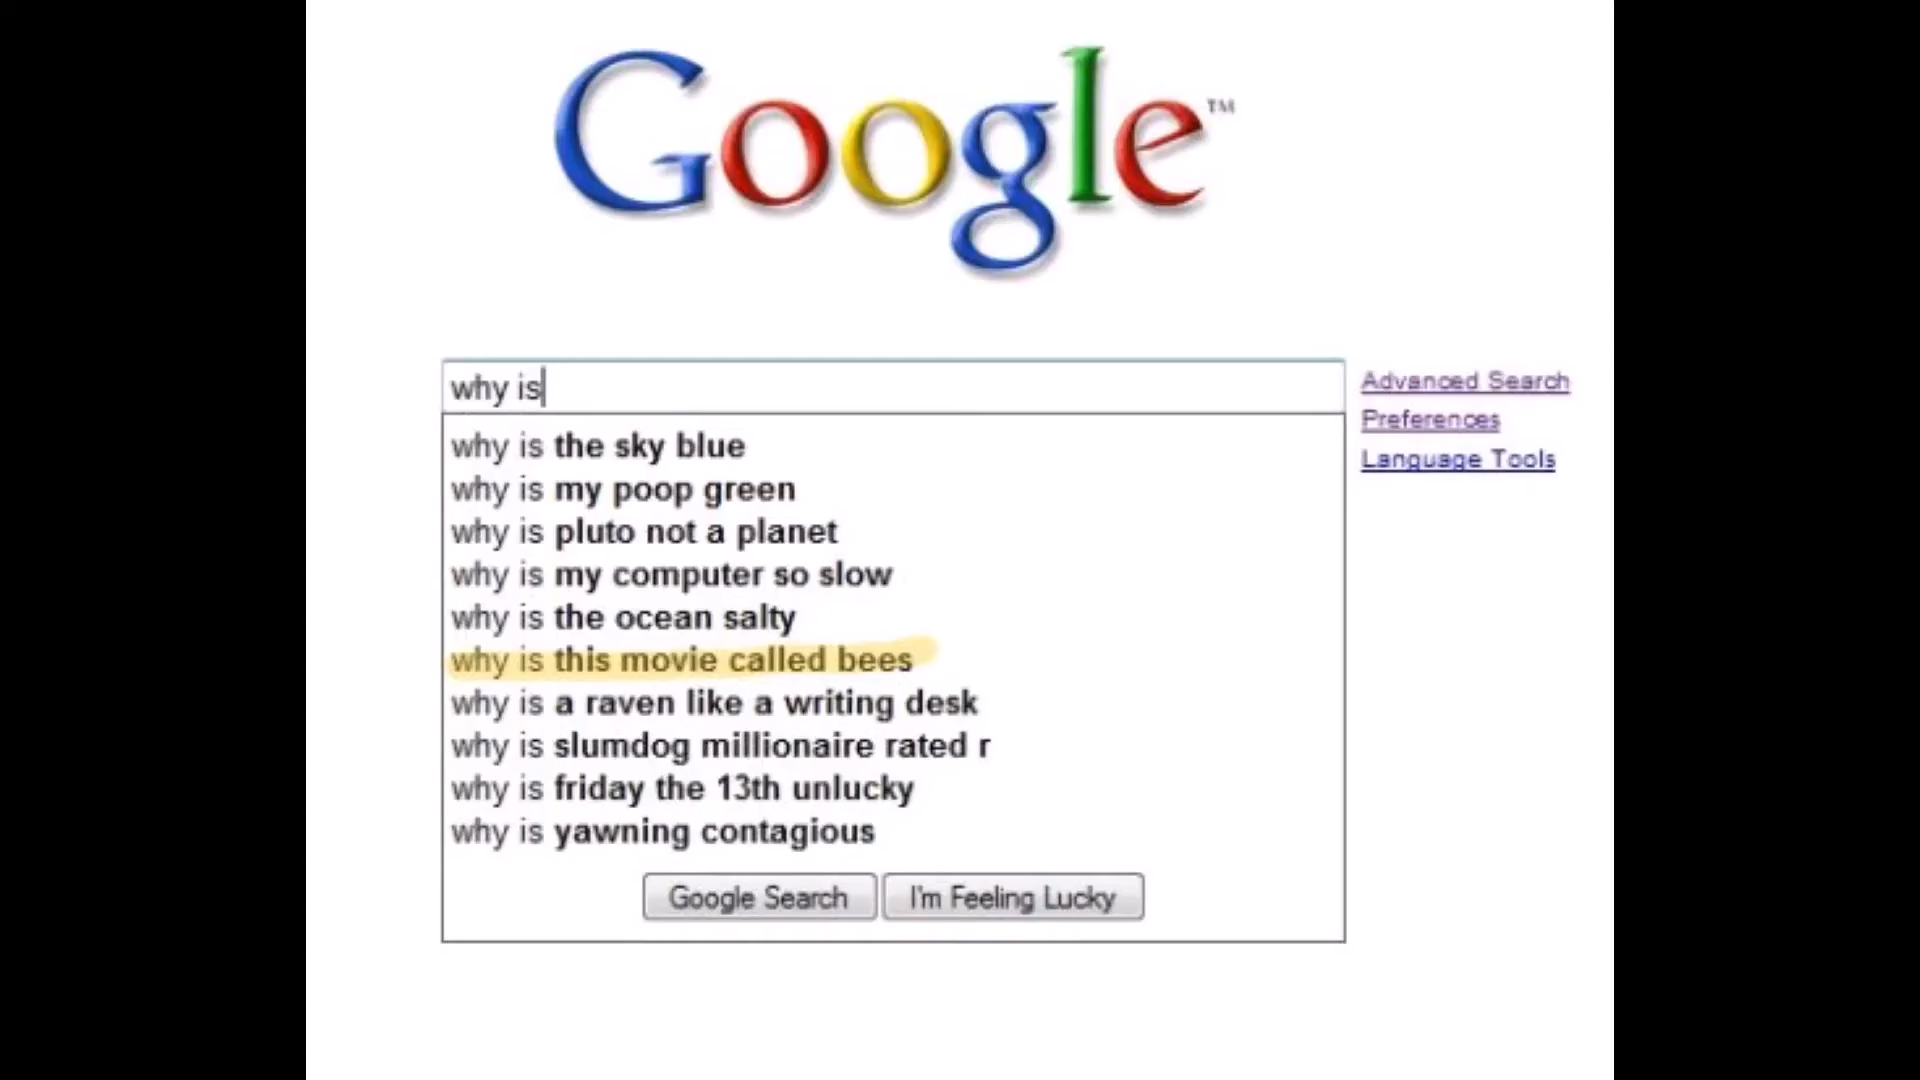 Google™
why is
Advanced Search
Preferences
Language Tools
why is the sky blue
why is my poop green
why is pluto not a planet
why is my computer so slow
why is the ocean salty
why is this movie called bees
why is a raven like a writing desk
why is slumdog millionaire rated r
why is friday the 13th unlucky
why is yawning contagious
Google Search I'm Feeling Lucky